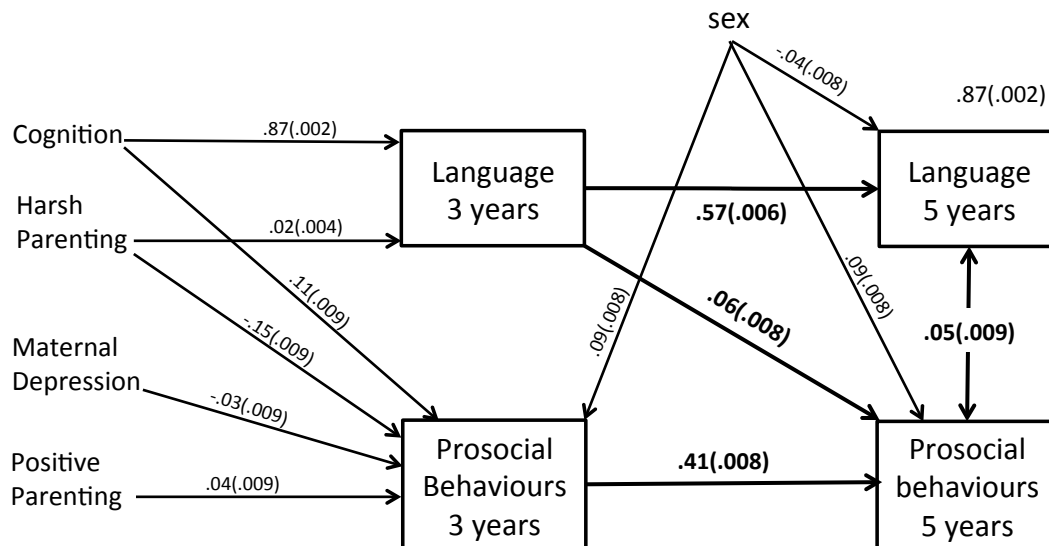 sex
-.04(.008)
.87(.002)
Cognition
.87(.002)
Language
3 years
Language
5 years
Harsh
Parenting
.02(.004)
.57(.006)
.11(.009)
-.15(.009)
.09(.008)
.06(.008)
.09(.008)
.05(.009)
Maternal
Depression
-.03(.009)
Positive
Parenting
.04(.009)
Prosocial
Behaviours
3 years
.41(.008)
Prosocial
behaviours
5 years